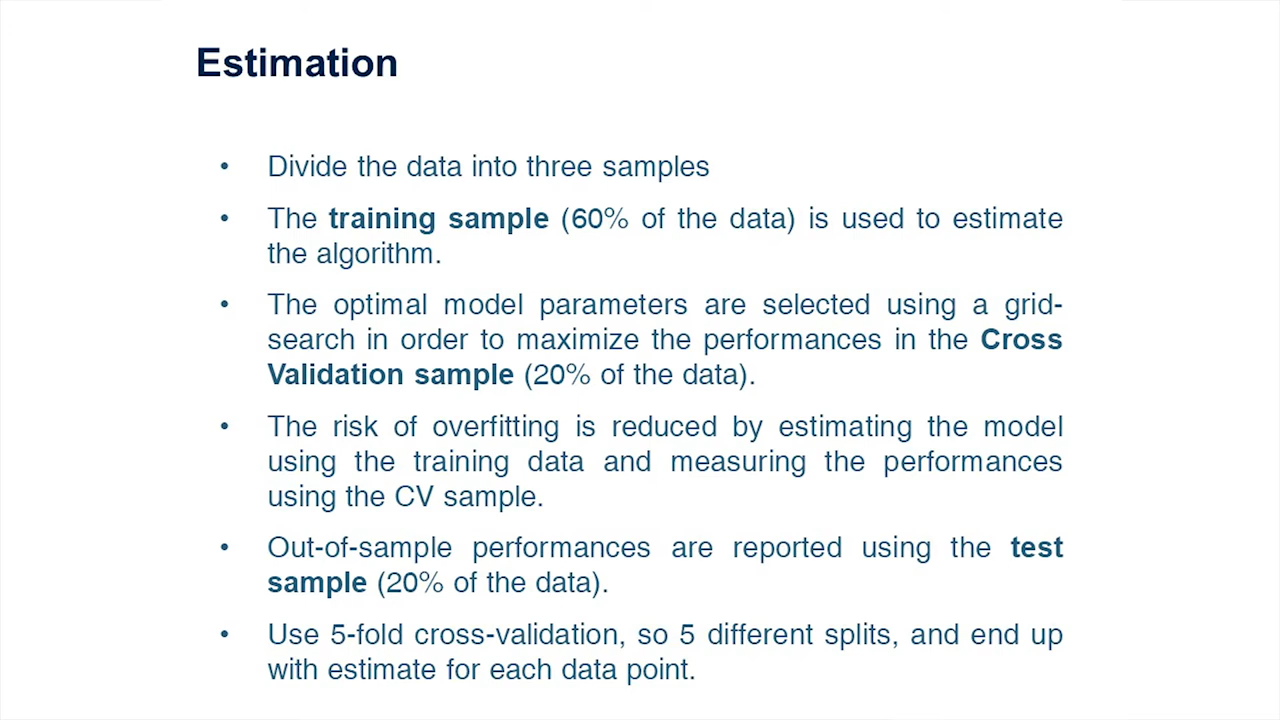 Estimation
• Divide the data into three samples
• The training sample (60% of the data) is used to estimate
the algorithm.
• The optimal model parameters are selected using a grid-
search in order to maximize the performances in the Cross
Validation sample (20% of the data).
• The risk of overfitting is reduced by estimating the model
using the training data and measuring the performances
using the CV sample.
• Out-of-sample performances are reported using the test
sample (20% of the data).
• Use 5-fold cross-validation, so 5 different splits, and end up
with estimate for each data point.